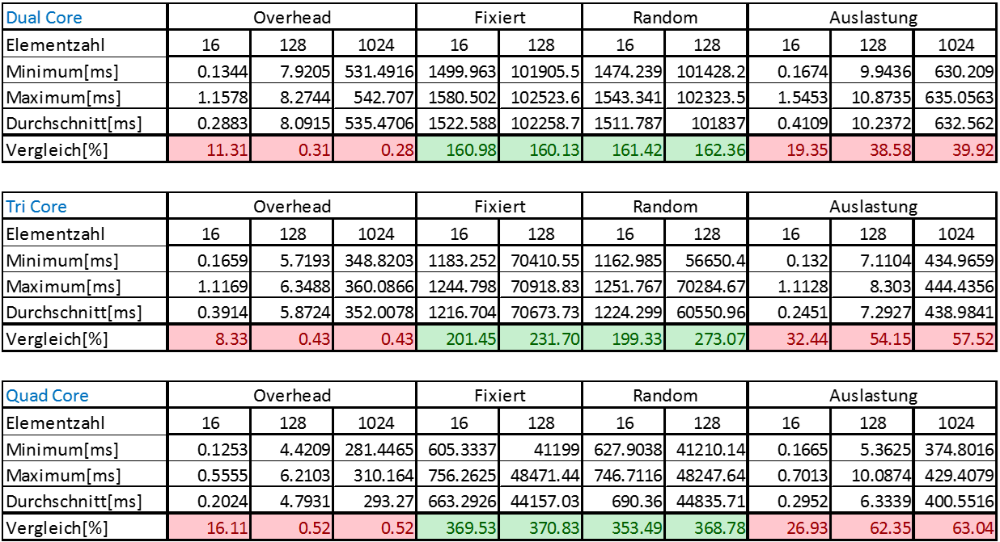 Dual Core Overhead Fixiert Random Auslastung
Elementzahl 16 128 1024 16 128 16 128 16 128 1024
Minimum[ms] 0.1344 7.9205 531.4916 1499.963 101905.5 1474.239 101428.2 0.1674 9.9436 630.209
Maximum[ms] 1.1578 8.2744 542.707 1580.502 102523.6 1543.341 102323.5 1.5453 10.8735 635.0563
Durchschnitt[ms] 0.2883 8.0915 535.4706 1522.588 102258.7 1511.787 101837 0.4109 10.2372 632.562
Vergleich[%] 11.31 0.31 0.28 160.98 160.13 161.42 162.36 19.35 38.58 39.92
Tri Core Overhead Fixiert Random Auslastung
Elementzahl 16 128 1024 16 128 16 128 16 128 1024
Minimum[ms] 0.1659 5.7193 348.8203 1183.252 70410.55 1162.985 56650.4 0.132 7.1104 434.9659
Maximum[ms] 1.1169 6.3488 360.0866 1244.798 70918.83 1251.767 70284.67 1.1128 8.303 444.4356
Durchschnitt[ms] 0.3914 5.8724 352.0078 1216.704 70673.73 1224.299 60550.96 0.2451 7.2927 438.9841
Vergleich[%] 8.33 0.43 0.43 201.45 231.70 199.33 273.07 32.44 54.15 57.52
Quad Core Overhead Fixiert Random Auslastung
Elementzahl 16 128 1024 16 128 16 128 16 128 1024
Minimum[ms] 0.1253 4.4209 281.4465 605.3337 41199 627.9038 41210.14 0.1665 5.3625 374.8016
Maximum[ms] 0.5555 6.2103 310.164 756.2625 48471.44 746.7116 48247.64 0.7013 10.0874 429.4079
Durchschnitt[ms] 0.2024 4.7931 293.27 663.2926 44157.03 690.36 44835.71 0.2952 6.3339 400.5516
Vergleich[%] 16.11 0.52 0.52 369.53 370.83 353.49 368.78 26.93 62.35 63.04